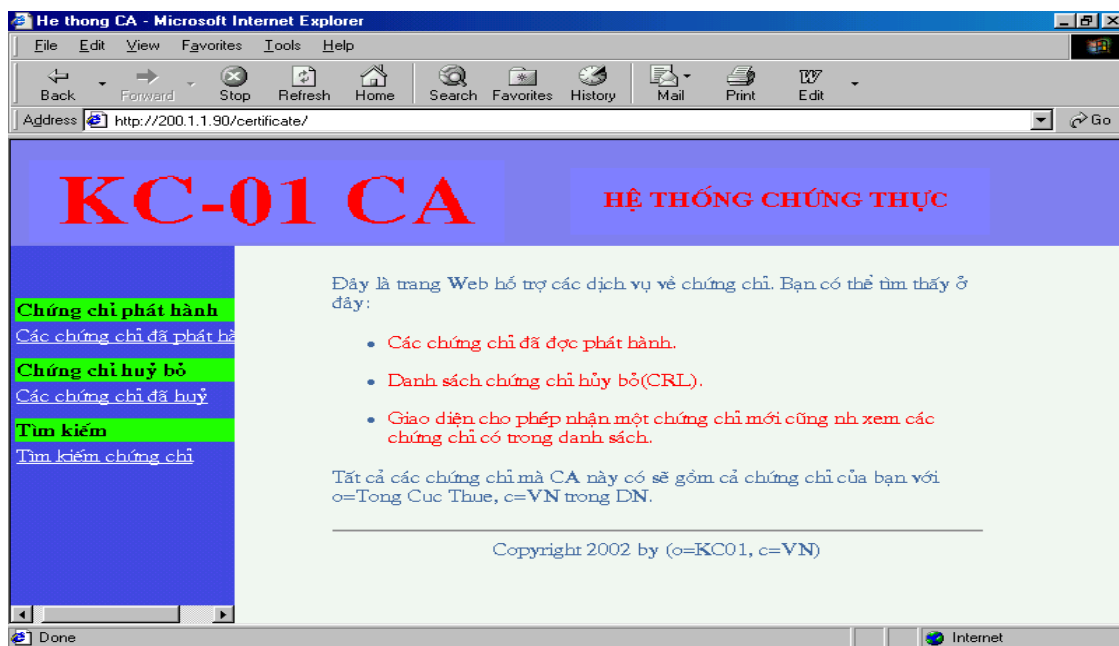 He thong CA - Microsoft Internet Explorer
File Edit View Favorites Tools Help
Back Forward Stop Refresh Home Search Favorites History Mail Print Edit
Address http://200.1.1.90/certificate/ Go
KC-01 CA
HỆ THỐNG CHỨNG THỰC
Chứng chỉ phát hành
Các chứng chỉ đã phát hà
Chứng chỉ huỷ bỏ
Các chứng chỉ đã huỷ
Tìm kiếm
Tìm kiếm chứng chỉ
Đây là trang Web hỗ trợ các dịch vụ về chứng chỉ. Bạn có thể tìm thấy ở
đây:
• Các chứng chỉ đã đợc phát hành.
• Danh sách chứng chỉ hủy bỏ(CRL).
• Giao diện cho phép nhận một chứng chỉ mới cũng nh xem các
chứng chỉ có trong danh sách.
Tất cả các chứng chỉ mà CA này có sẽ gồm cả chứng chỉ của bạn với
o=Tong Cuc Thue, c=VN trong DN.
Copyright 2002 by (o=KC01, c=VN)
Done
Internet